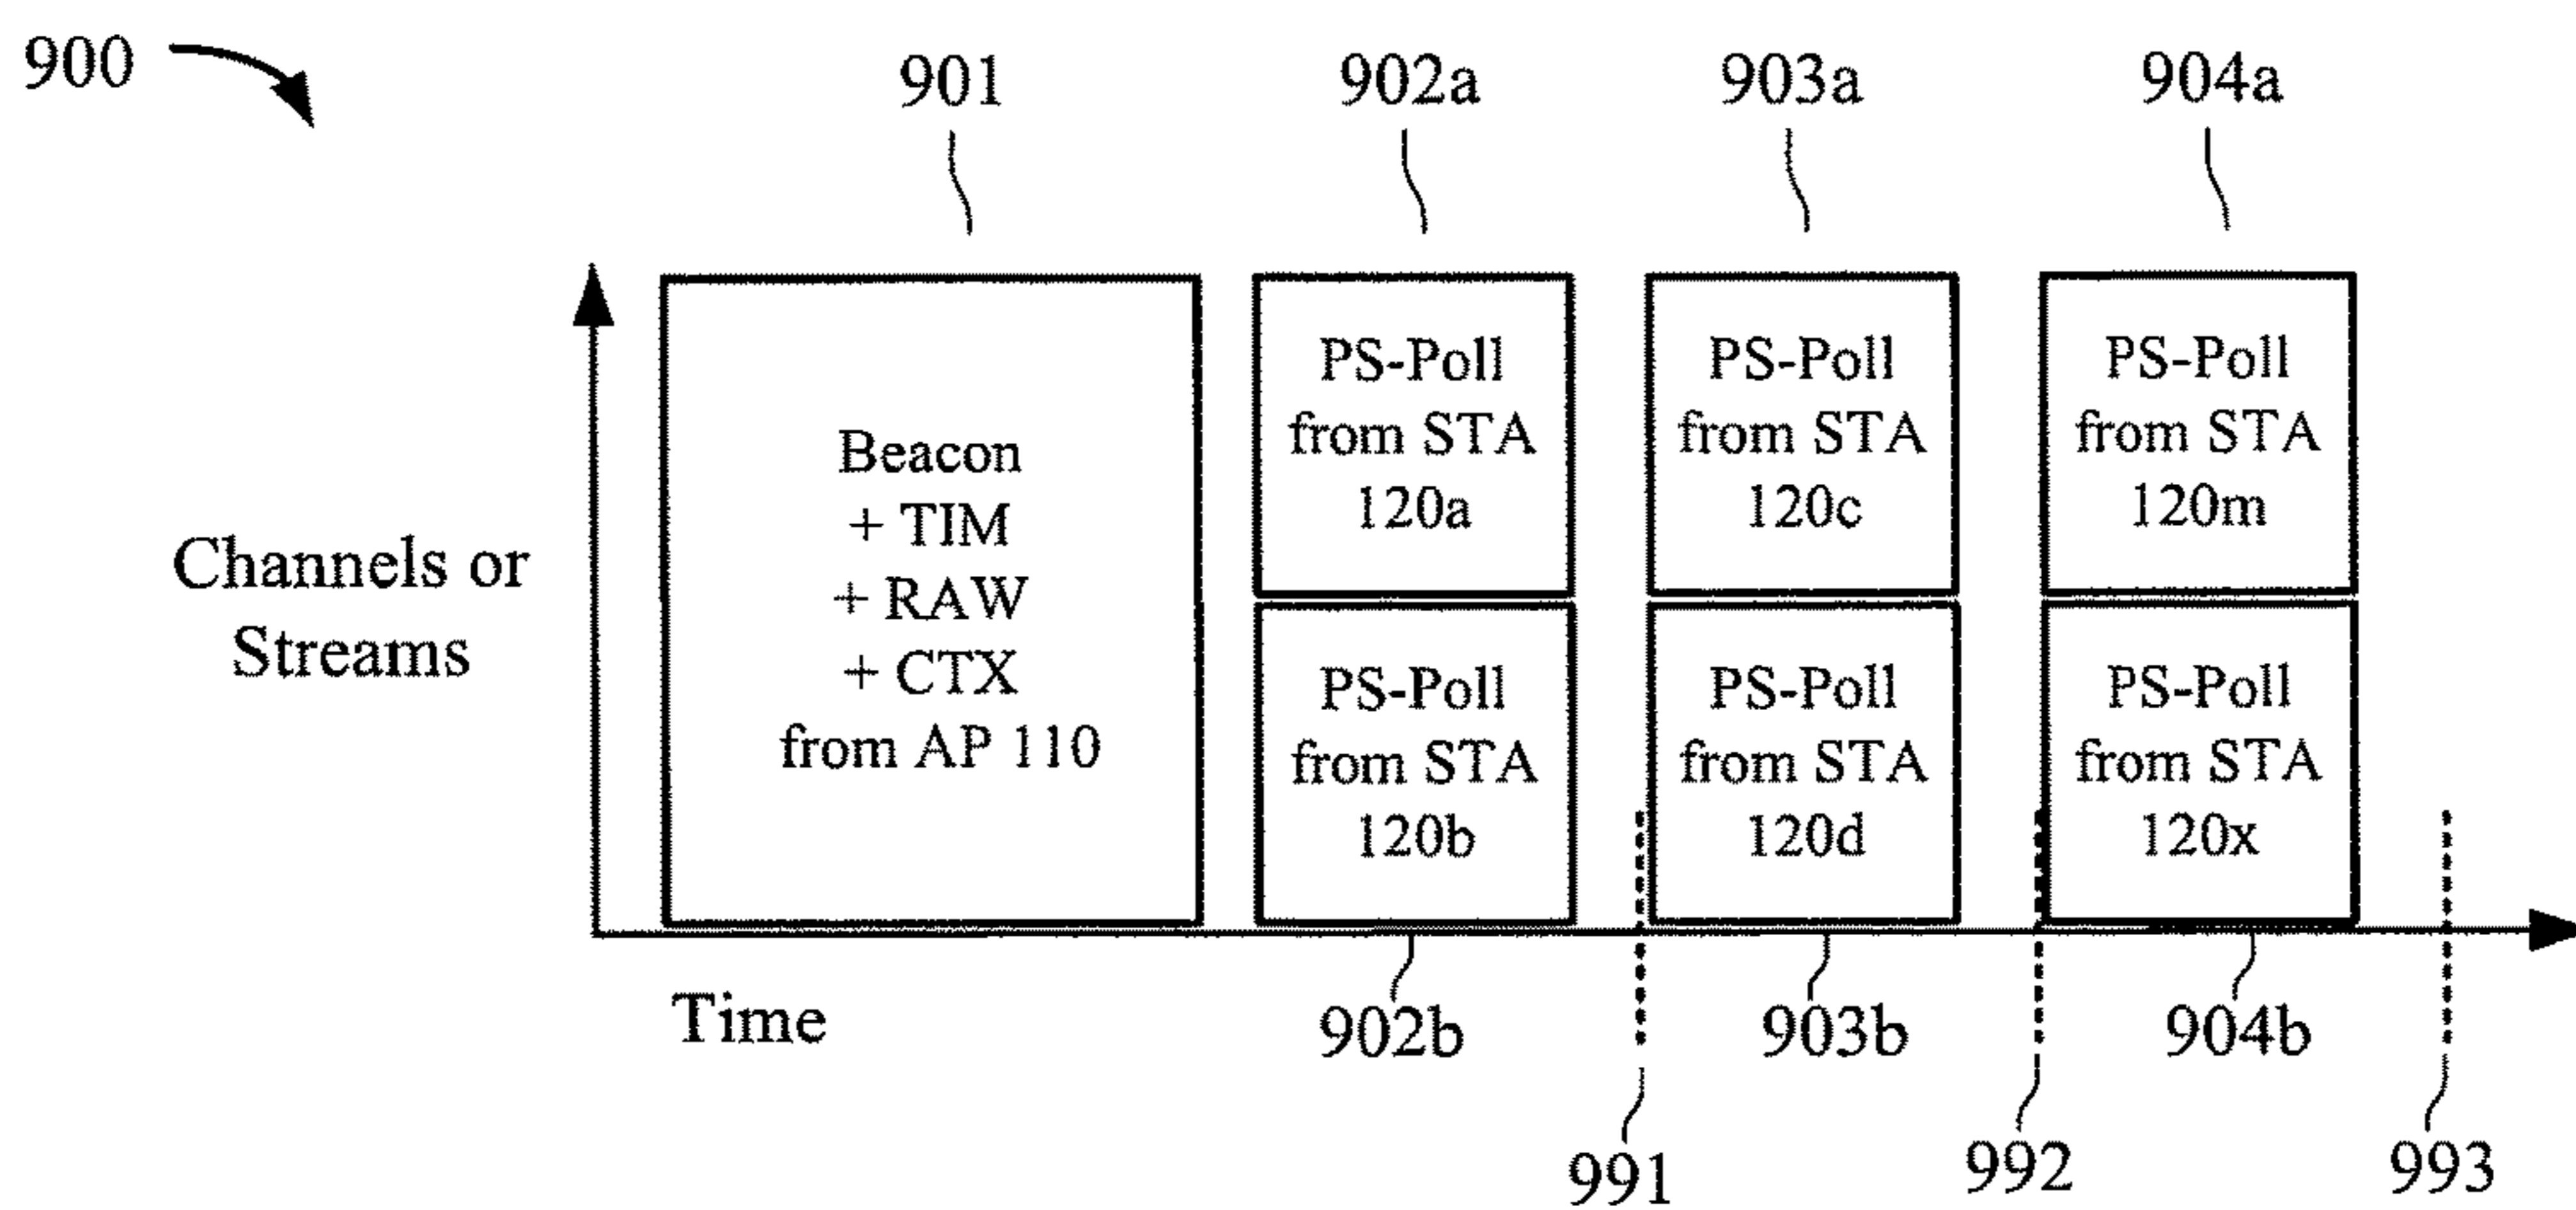 900
901
902a
903a
904a
Channels or
Streams
Beacon
+ TIM
+ RAW
+ CTX
from AP 110
PS-Poll
from STA
120a
PS-Poll
from STA
120c
PS-Poll
from STA
120m
PS-Poll
from STA
120b
PS-Poll
from STA
120d
PS-Poll
from STA
120x
Time
902b
903b
904b
991
992
993